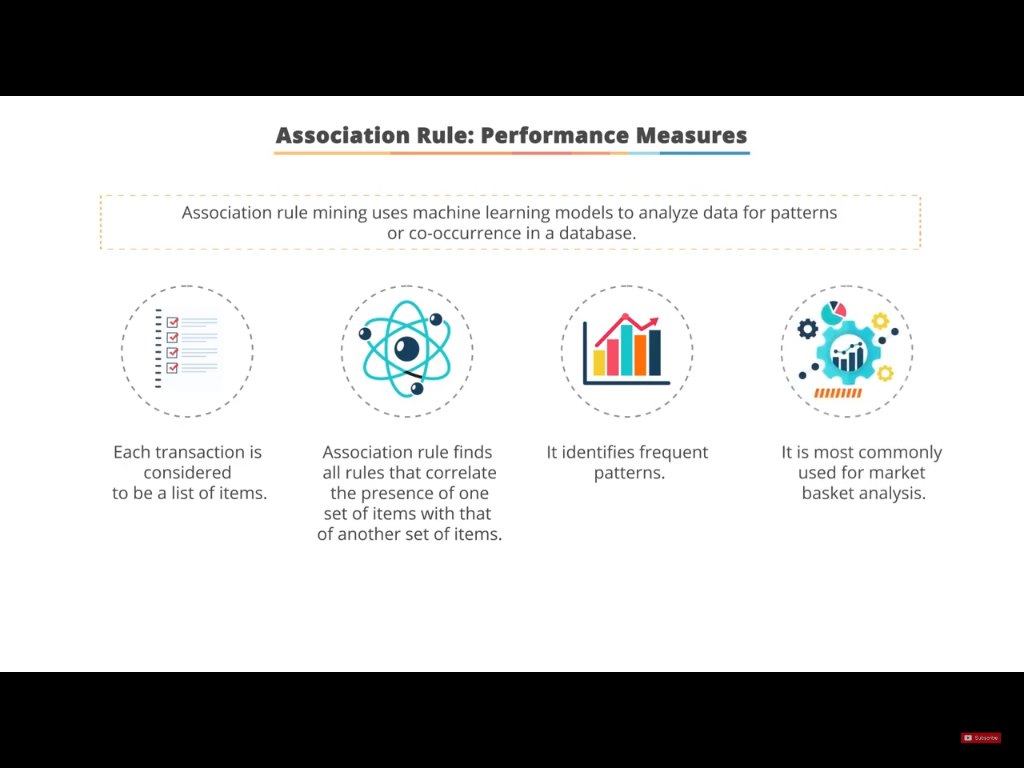 Association Rule: Performance Measures
Association rule mining uses machine learning models to analyze data for patterns
or co-occurrence in a database.
Each transaction is
considered
to be a list of items.
Association rule finds
all rules that correlate
the presence of one
set of items with that
of another set of items.
It identifies frequent
patterns.
It is most commonly
used for market
basket analysis.
Subscribe